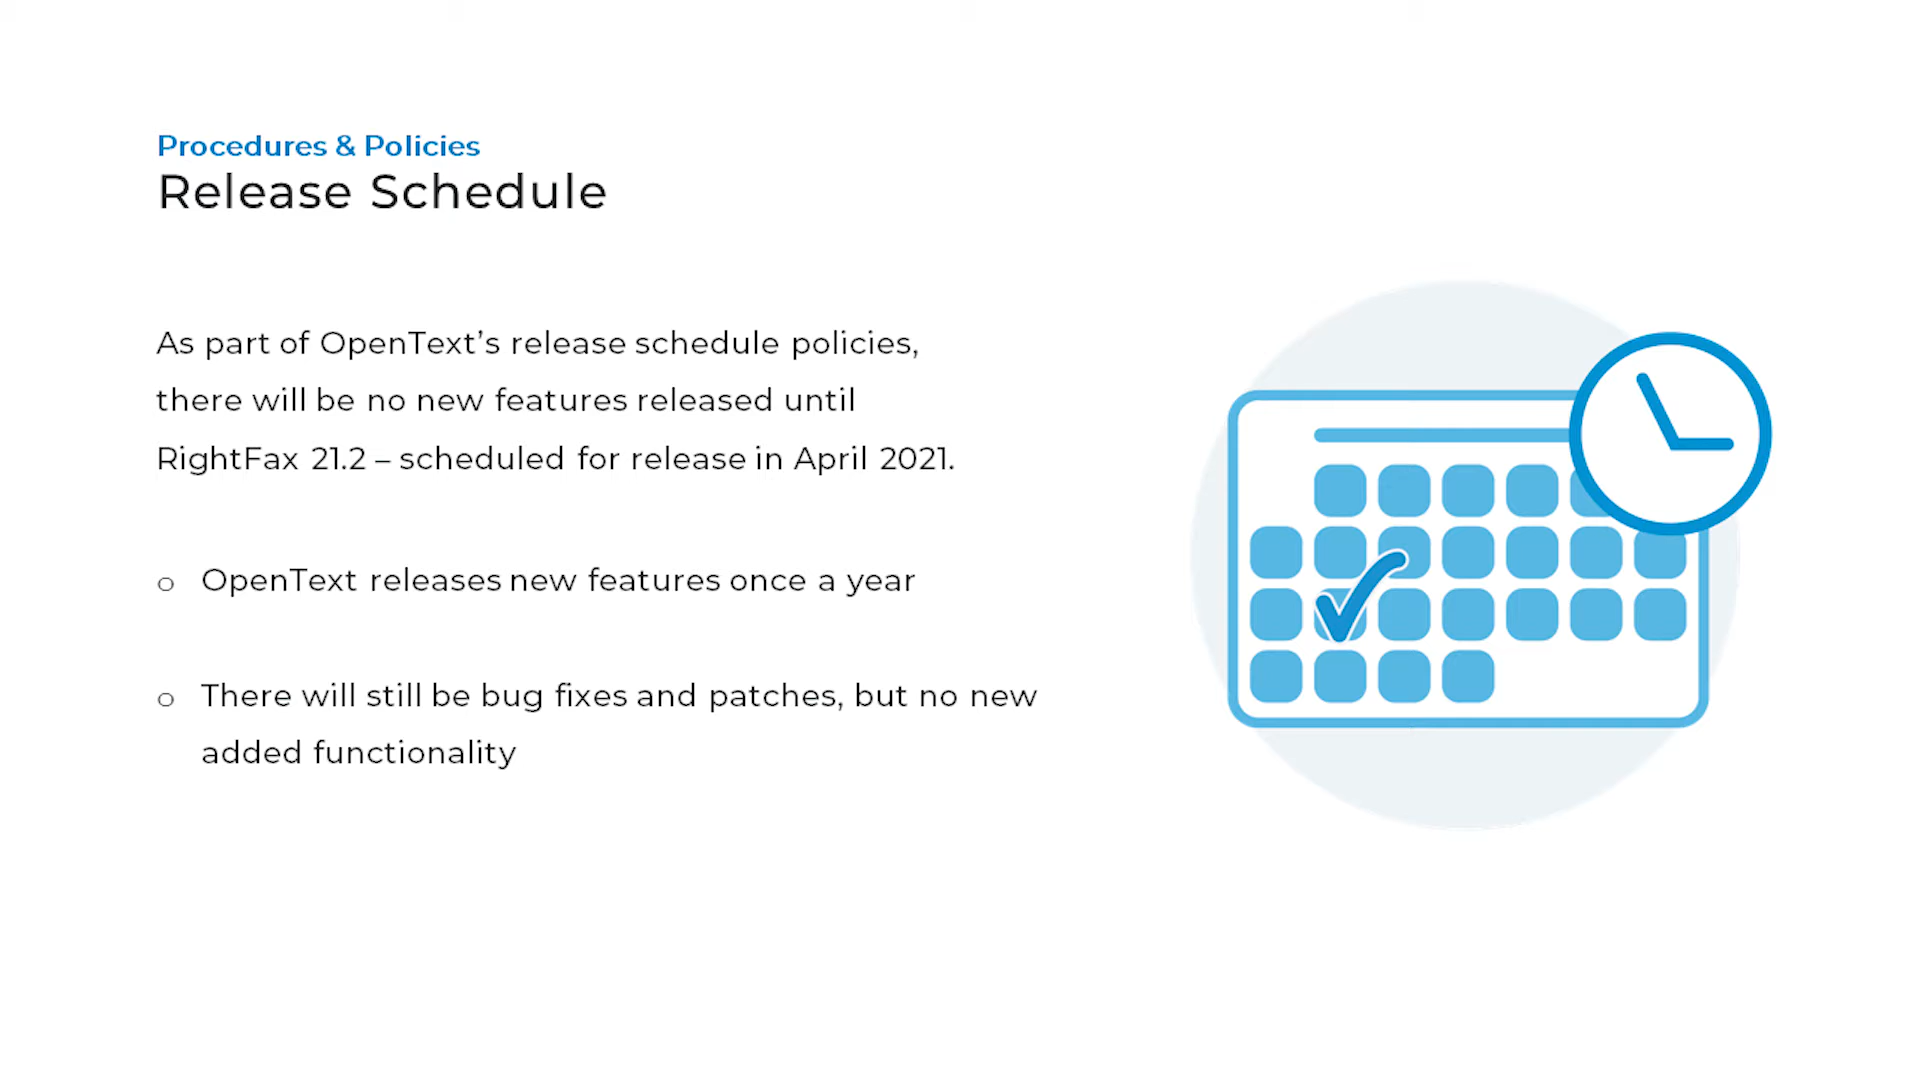 Procedures & Policies
Release Schedule
As part of OpenText’s release schedule policies,
there will be no new features released until
RightFax 21.2 – scheduled for release in April 2021.
o OpenText releases new features once a year
o There will still be bug fixes and patches, but no new
added functionality